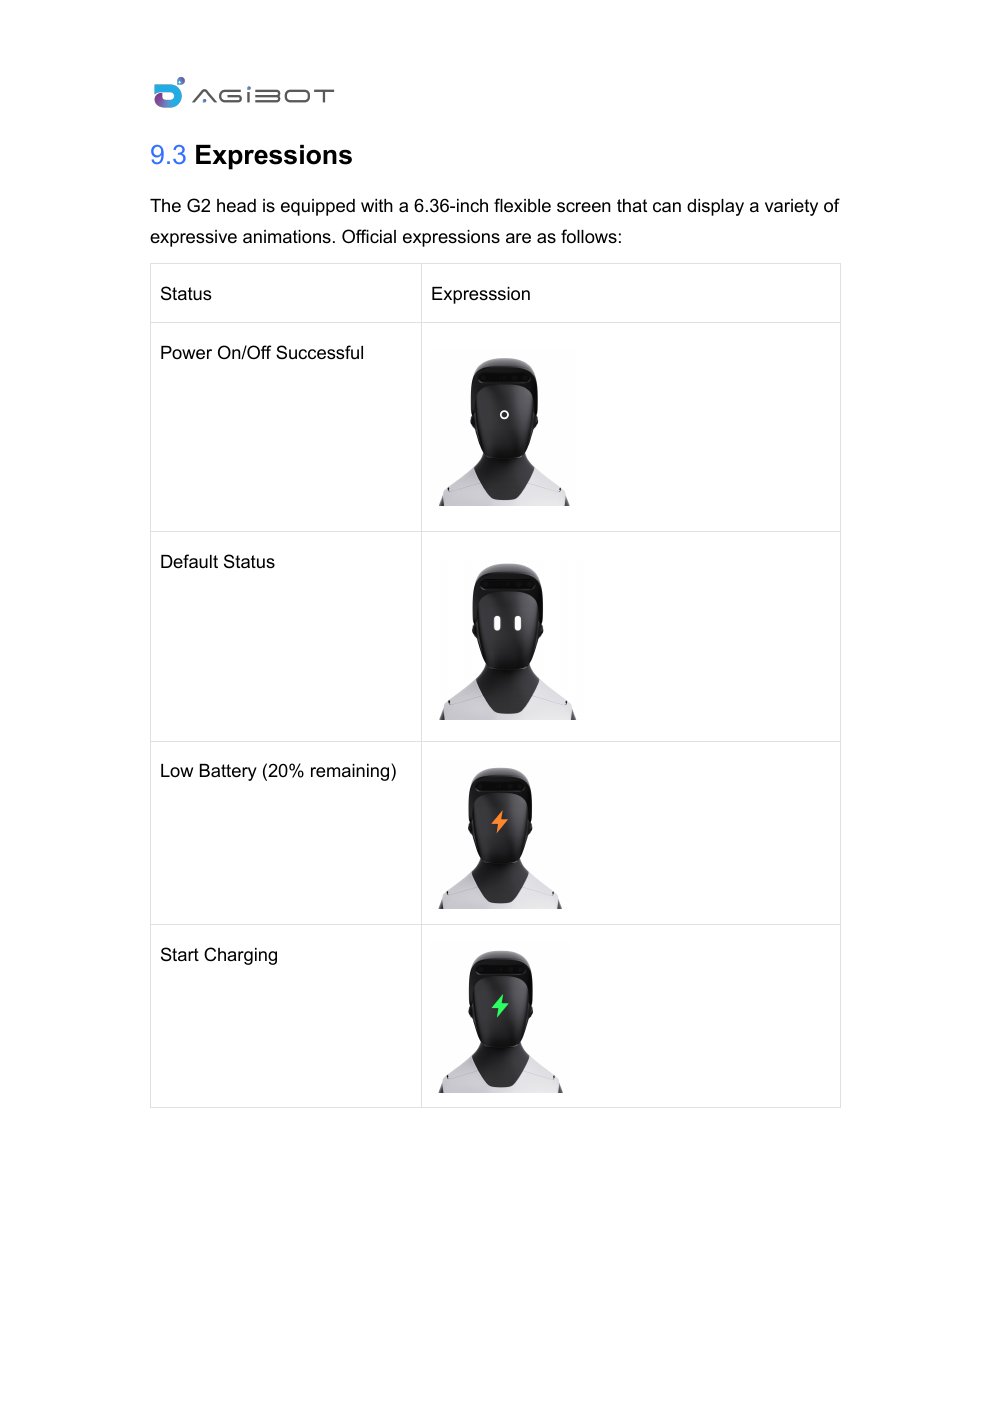 AGIBOT
9.3 Expressions
The G2 head is equipped with a 6.36-inch flexible screen that can display a variety of
expressive animations. Official expressions are as follows:
Status
Expresssion
Power On/Off Successful
Default Status
Low Battery (20% remaining)
Start Charging